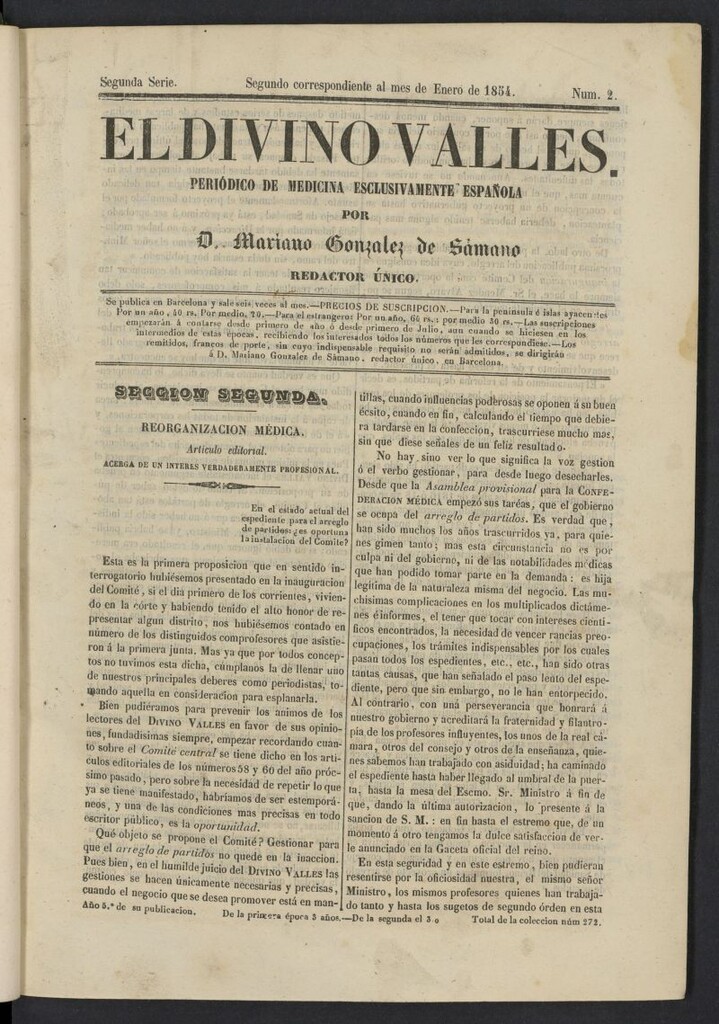 Segunda Serie. Segundo correspondiente al mes de Enero de 1854. Num. 2.
EL DIVINO VALLES.
PERIÓDICO DE MEDICINA ESCLUSIVAMENTE ESPAÑOLA
POR
D. Mariano Gonzalez de Sámano
REDACTOR ÚNICO.
Se publica en Barcelona y sale seis veces al mes.—PRECIOS DE SUSCRIPCION.—Para la península é islas ayacentes
Por un año, 40 rs. Por medio, 20.—Para el estrangero: Por un año, 60 rs.: por medio 30 rs.—Las suscripciones
empezarán á contarse desde primero de año ó desde primero de Julio, aun cuando se hiciesen en los
intermedios de estas épocas, recibiendo los interesados todos los números que les correspondiese.—Los
remitidos, francos de porte, sin cuyo indispensable requisito no serán admitidos, se dirigirán
á D. Mariano Gonzalez de Sámano, redactor único, en Barcelona.
SECCION SEGUNDA.
REORGANIZACION MÉDICA.
Artículo editorial.
ACERCA DE UN INTERES VERDADERAMENTE PROFESIONAL.
En el estado actual del
espediente para el arreglo
de partidos: ¿es oportuna
la instalacion del Comité?
Esta es la primera proposicion que en sentido in-
terrogatorio hubiésemos presentado en la inauguracion
del Comité, si el dia primero de los corrientes, vivien-
do en la córte y habiendo tenido el alto honor de re-
presentar algun distrito, nos hubiésemos contado en
número de los distinguidos comprofesores que asistie-
ron á la primera junta. Mas ya que por todos concep-
tos no tuvimos esta dicha, cúmplanos la de llenar uno
de nuestros principales deberes como periodistas, to-
mando aquella en consideracion para esplanarla.
Bien pudiéramos para prevenir los animos de los
lectores del DIVINO VALLES en favor de sus opinio-
nes, fundadísimas siempre, empezar recordando cuan-
to sobre el Comité central se tiene dicho en los artí-
culos editoriales de los números 58 y 60 del año próc-
simo pasado, pero sobre la necesidad de repetir lo que
ya se tiene manifestado, habríamos de ser estemporá-
neos, y una de las condiciones mas precisas en todo
escritor público, es la oportunidad.
Qué objeto se propone el Comité? Gestionar para
que el arreglo de partidos no quede en la inaccion.
Pues bien, en el humilde juicio del DIVINO VALLES las
gestiones se hacen únicamente necesarias y precisas,
cuando el negocio que se desea promover está en man-
tillas, cuando influencias poderosas se oponen á su buen
écsito, cuando en fin, calculando el tiempo que debie-
ra tardarse en la confeccion, trascurriese mucho mas,
sin que diese señales de un feliz resultado.
No hay sino ver lo que significa la voz gestion
ó el verbo gestionar, para desde luego desecharles.
Desde que la Asamblea provisional para la CONFE-
DERACION MÉDICA empezó sus taréas, que el gobierno
se ocupa del arreglo de partidos. Es verdad que,
han sido muchos los años trascurridos ya, para quie-
nes gimen tanto; mas esta circunstancia no es por
culpa ni del gobierno, ni de las notabilidades médicas
que han podido tomar parte en la demanda: es hija
legítima de la naturaleza misma del negocio. Las mu-
chísimas complicaciones en los multiplicados dictáme-
nes é informes, el tener que tocar con intereses cientí-
ficos encontrados, la necesidad de vencer rancias preo-
cupaciones, los trámites indispensables por los cuales
pasan todos los espedientes, etc., etc., han sido otras
tantas causas, que han señalado el paso lento del espe-
diente, pero que sin embargo, no le han entorpecido.
Al contrario, con una perseverancia que honrará á
nuestro gobierno y acreditará la fraternidad y filantro-
pía de los profesores influyentes, los unos de la real cá-
mara, otros del consejo y otros de la enseñanza, quie-
nes sabemos han trabajado con asiduidad; ha caminado
el espediente hasta haber llegado al umbral de la puer-
ta, hasta la mesa del Escmo. Sr. Ministro á fin de
que, dando la última autorizacion, lo presente á la
sancion de S. M.: en fin hasta el estremo que, de un
momento á otro tengamos la dulce satisfaccion de ver-
le anunciado en la Gaceta oficial del reino.
En esta seguridad y en este estremo, bien pudieran
resentirse por la oficiosidad nuestra, el mismo señor
Ministro, los mismos profesores quienes han trabaja-
do tanto y hasta los sugetos de segundo órden en esta
Año 5.º de su publicacion. De la primera época 5 años.—De la segunda el 3º Total de la coleccion núm 272.